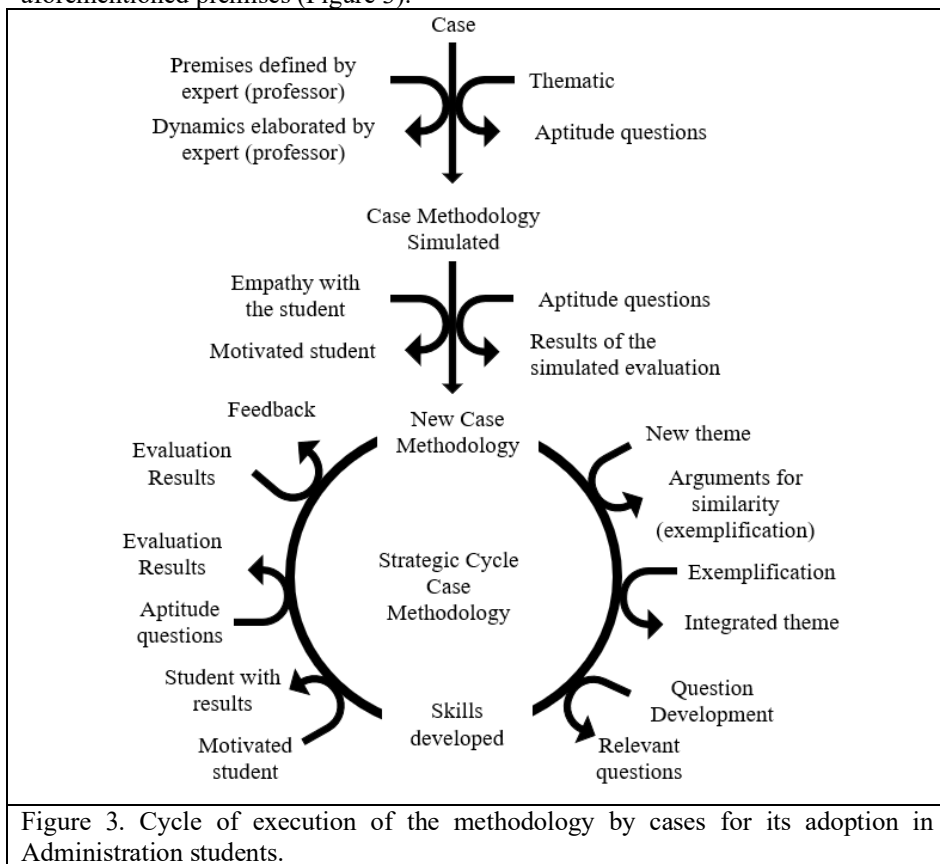 aforementioned premises (Figure 3).
Case
Premises defined by
expert (professor)
Thematic
Dynamics elaborated by
expert (professor)
Aptitude questions
Case Methodology
Simulated
Empathy with
the student
Aptitude questions
Motivated student
Results of the
simulated evaluation
Feedback
New Case
Methodology
New theme
Evaluation
Results
Arguments for
similarity
(exemplification)
Evaluation
Results
Strategic Cycle
Case
Methodology
Exemplification
Aptitude
questions
Integrated theme
Student with
results
Skills
developed
Question
Development
Motivated
student
Relevant
questions
Figure 3. Cycle of execution of the methodology by cases for its adoption in
Administration students.